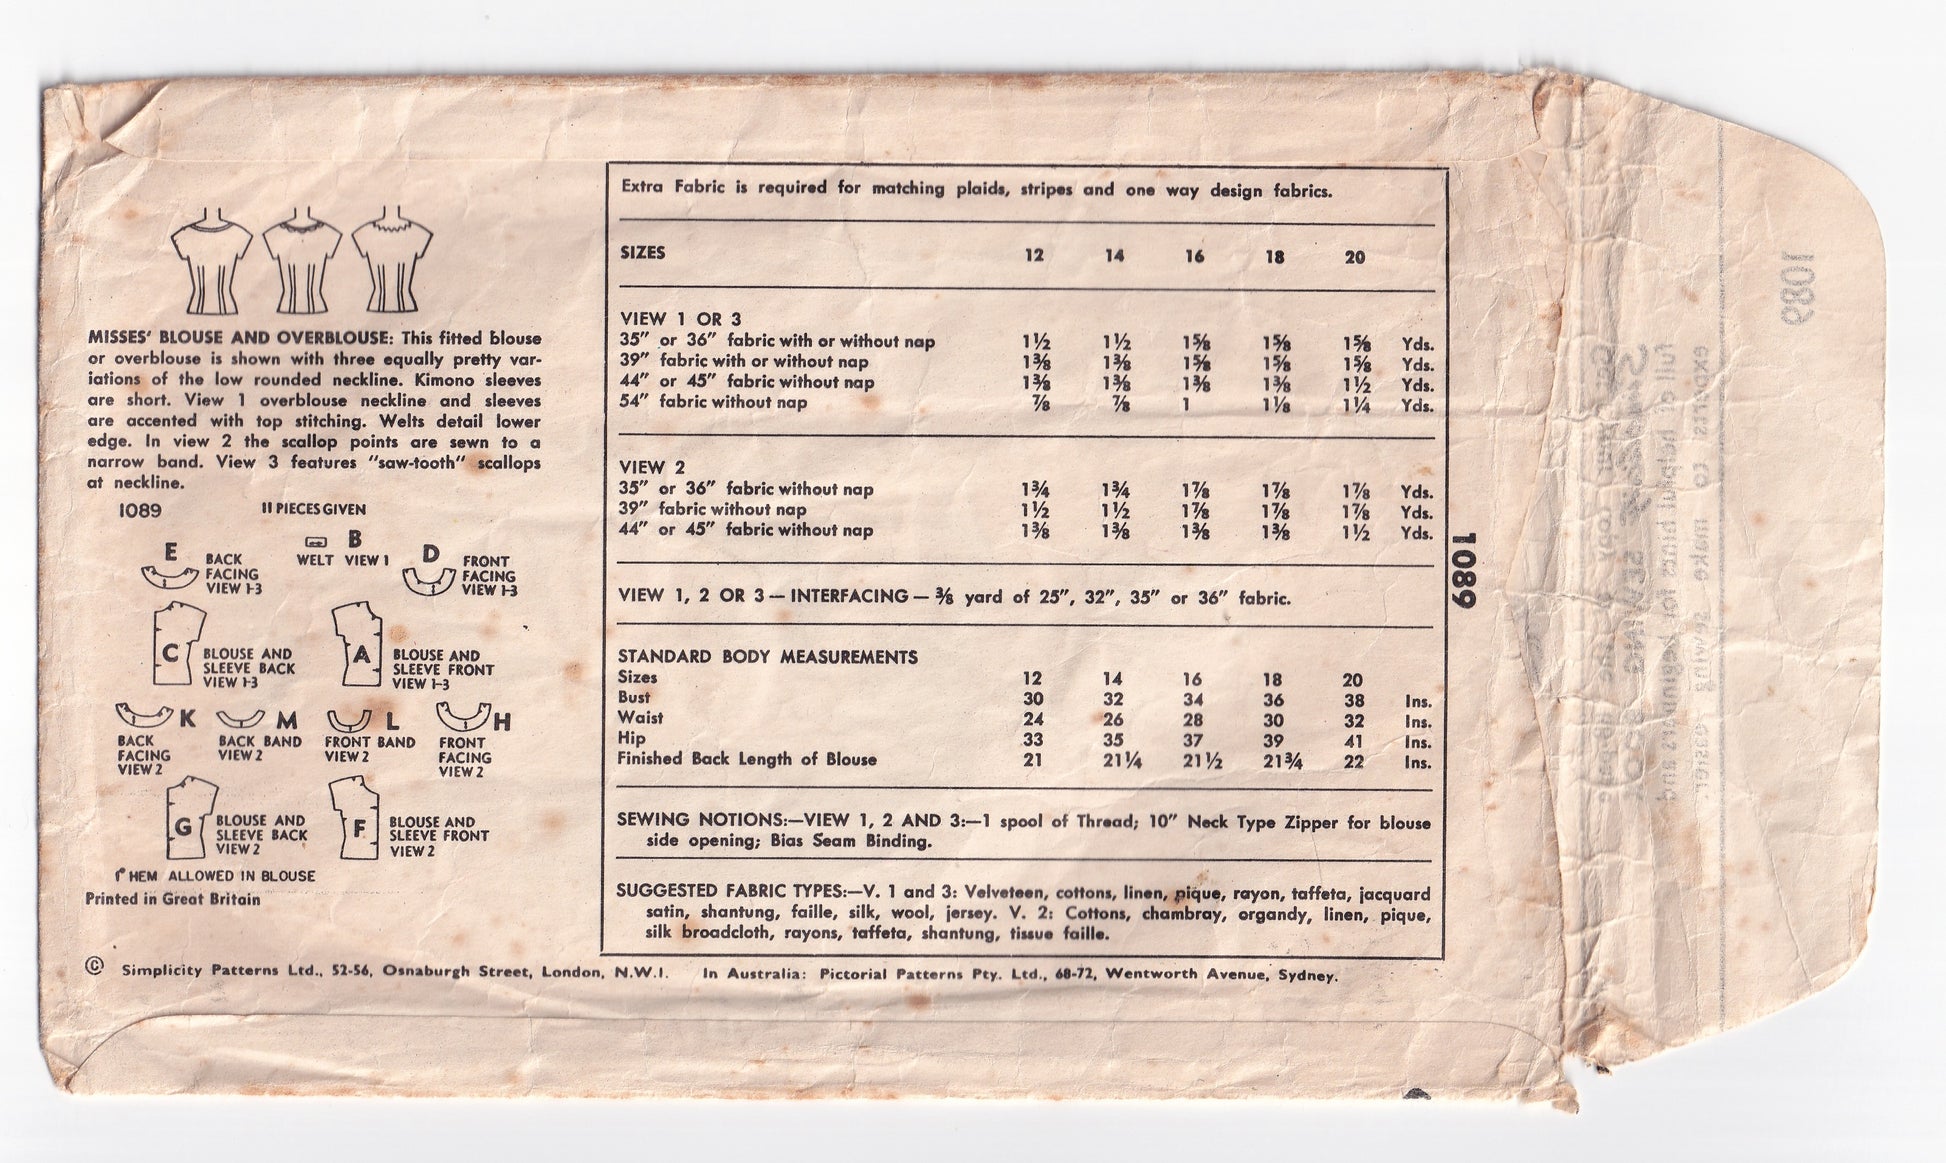 MISSES' BLOUSE AND OVERBLOUSE: This fitted blouse
or overblouse is shown with three equally pretty var-
iations of the low rounded neckline. Kimono sleeves
are short. View 1 overblouse neckline and sleeves
are accented with top stitching. Welts detail lower
edge. In view 2 the scallop points are sewn to a
narrow band. View 3 features "saw-tooth" scallops
at neckline.
1089 11 PIECES GIVEN
E BACK
FACING
VIEW 1-3
B
WELT VIEW 1
D FRONT
FACING
VIEW 1-3
C BLOUSE AND
SLEEVE BACK
VIEW 1-3
A BLOUSE AND
SLEEVE FRONT
VIEW 1-3
K
BACK
FACING
VIEW 2
M
BACK BAND
VIEW 2
L
FRONT BAND
VIEW 2
H
FRONT
FACING
VIEW 2
G BLOUSE AND
SLEEVE BACK
VIEW 2
F BLOUSE AND
SLEEVE FRONT
VIEW 2
1" HEM ALLOWED IN BLOUSE
Printed in Great Britain
Extra Fabric is required for matching plaids, stripes and one way design fabrics.
SIZES 12 14 16 18 20
VIEW 1 OR 3
35" or 36" fabric with or without nap 1½ 1½ 1⅝ 1⅝ 1⅝ Yds.
39" fabric with or without nap 1⅜ 1⅜ 1⅝ 1⅝ 1⅝ Yds.
44" or 45" fabric without nap 1⅜ 1⅜ 1⅜ 1⅜ 1½ Yds.
54" fabric without nap ⅞ ⅞ 1 1⅛ 1¼ Yds.
VIEW 2
35" or 36" fabric without nap 1¾ 1¾ 1⅞ 1⅞ 1⅞ Yds.
39" fabric without nap 1½ 1½ 1⅞ 1⅞ 1⅞ Yds.
44" or 45" fabric without nap 1⅜ 1⅜ 1⅜ 1⅜ 1½ Yds.
VIEW 1, 2 OR 3 — INTERFACING — ⅜ yard of 25", 32", 35" or 36" fabric.
STANDARD BODY MEASUREMENTS
Sizes 12 14 16 18 20
Bust 30 32 34 36 38 Ins.
Waist 24 26 28 30 32 Ins.
Hip 33 35 37 39 41 Ins.
Finished Back Length of Blouse 21 21¼ 21½ 21¾ 22 Ins.
SEWING NOTIONS:—VIEW 1, 2 AND 3:—1 spool of Thread; 10" Neck Type Zipper for blouse
side opening; Bias Seam Binding.
SUGGESTED FABRIC TYPES:—V. 1 and 3: Velveteen, cottons, linen, pique, rayon, taffeta, jacquard
satin, shantung, faille, silk, wool, jersey. V. 2: Cottons, chambray, organdy, linen, pique,
silk broadcloth, rayons, taffeta, shantung, tissue faille.
1089
© Simplicity Patterns Ltd., 52-56, Osnaburgh Street, London, N.W.1. In Australia: Pictorial Patterns Pty. Ltd., 68-72, Wentworth Avenue, Sydney.
1089